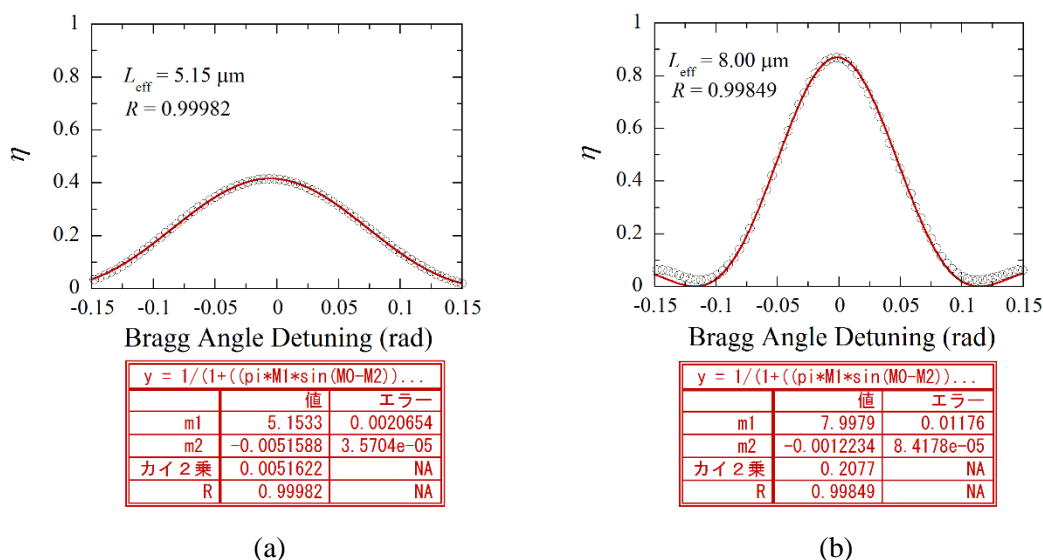 1
0.8
0.6
0.4
0.2
0
η
L_eff = 5.15 μm
R = 0.99982
-0.15 -0.1 -0.05 0 0.05 0.1 0.15
Bragg Angle Detuning (rad)
y = 1/(1+((pi*M1*sin(M0-M2))...
値 エラー
m1 5.1533 0.0020654
m2 -0.0051588 3.5704e-05
カイ2乗 0.0051622 NA
R 0.99982 NA
(a)
1
0.8
0.6
0.4
0.2
0
η
L_eff = 8.00 μm
R = 0.99849
-0.15 -0.1 -0.05 0 0.05 0.1 0.15
Bragg Angle Detuning (rad)
y = 1/(1+((pi*M1*sin(M0-M2))...
値 エラー
m1 7.9979 0.01176
m2 -0.0012234 8.4178e-05
カイ2乗 0.2077 NA
R 0.99849 NA
(b)